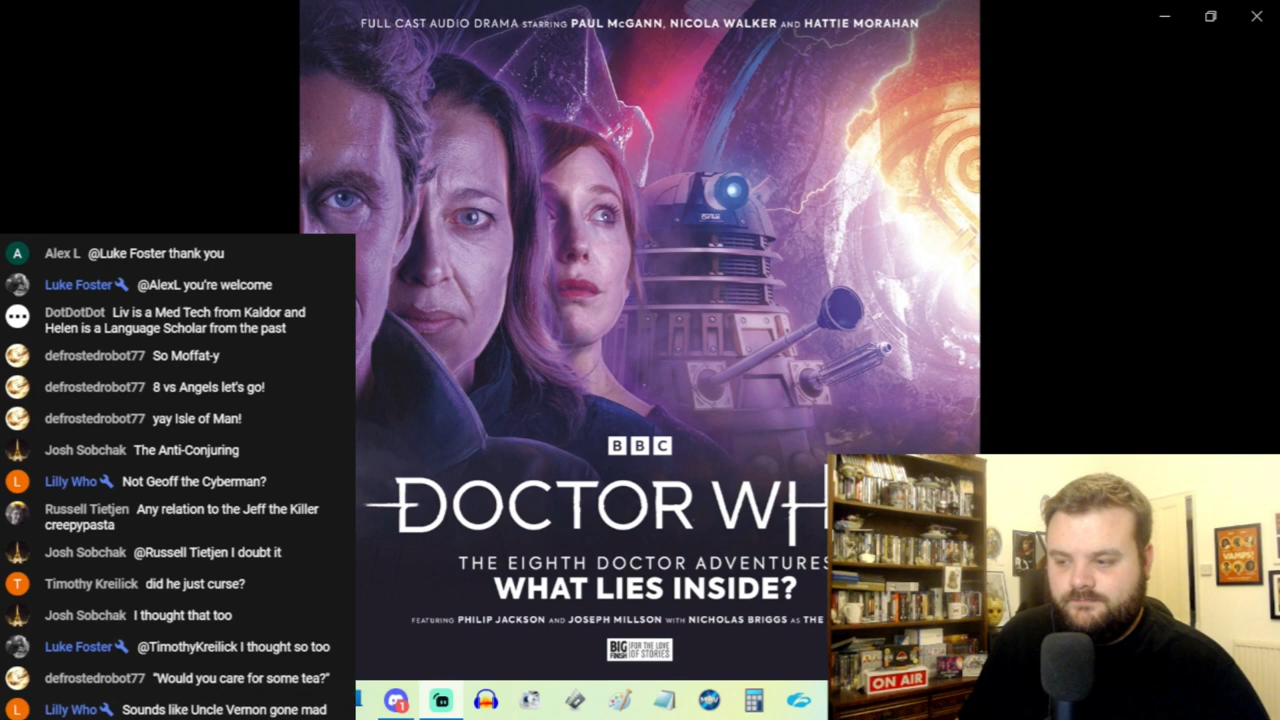 FULL CAST AUDIO DRAMA STARRING PAUL McGANN, NICOLA WALKER AND HATTIE MORAHAN
A Alex L @Luke Foster thank you
Luke Foster @AlexL you're welcome
DotDotDot Liv is a Med Tech from Kaldor and
Helen is a Language Scholar from the past
defrostedrobot77 So Moffat-y
defrostedrobot77 8 vs Angels let's go!
defrostedrobot77 yay Isle of Man!
Josh Sobchak The Anti-Conjuring
L Lilly Who Not Geoff the Cyberman?
Russell Tietjen Any relation to the Jeff the Killer
creepypasta
Josh Sobchak @Russell Tietjen I doubt it
T Timothy Kreilick did he just curse?
Josh Sobchak I thought that too
Luke Foster @TimothyKreilick I thought so too
defrostedrobot77 "Would you care for some tea?"
L Lilly Who Sounds like Uncle Vernon gone mad
BBC
DOCTOR WH
THE EIGHTH DOCTOR ADVENTURES
WHAT LIES INSIDE?
FEATURING PHILIP JACKSON AND JOSEPH MILLSON WITH NICHOLAS BRIGGS AS THE
BIG FINISH FOR THE LOVE OF STORIES
1
VAMPS!
ON AIR